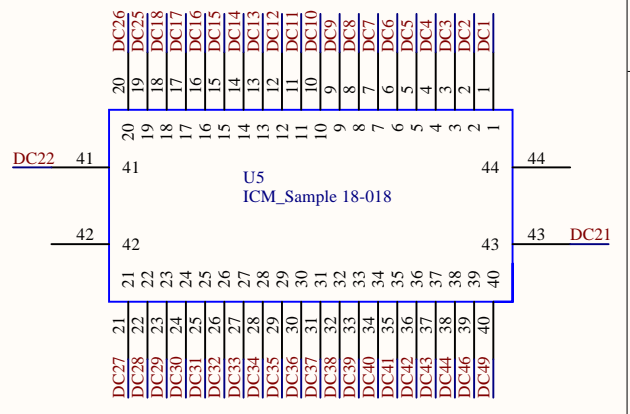 DC26 DC25 DC18 DC17 DC16 DC15 DC14 DC13 DC12 DC11 DC10 DC9 DC8 DC7 DC6 DC5 DC4 DC3 DC2 DC1
20 19 18 17 16 15 14 13 12 11 10 9 8 7 6 5 4 3 2 1
20 19 18 17 16 15 14 13 12 11 10 9 8 7 6 5 4 3 2 1
DC22 41 41 44 44
U5
ICM_Sample 18-018
42 42 43 43 DC21
21 22 23 24 25 26 27 28 29 30 31 32 33 34 35 36 37 38 39 40
21 22 23 24 25 26 27 28 29 30 31 32 33 34 35 36 37 38 39 40
DC27 DC28 DC29 DC30 DC31 DC32 DC33 DC34 DC35 DC36 DC37 DC38 DC39 DC40 DC41 DC42 DC43 DC44 DC46 DC49